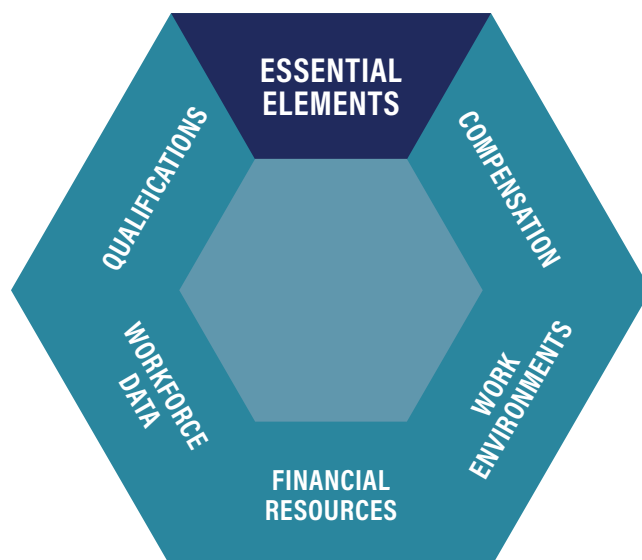 ESSENTIAL
ELEMENTS
COMPENSATION
WORK
ENVIRONMENTS
FINANCIAL
RESOURCES
WORKFORCE
DATA
QUALIFICATIONS